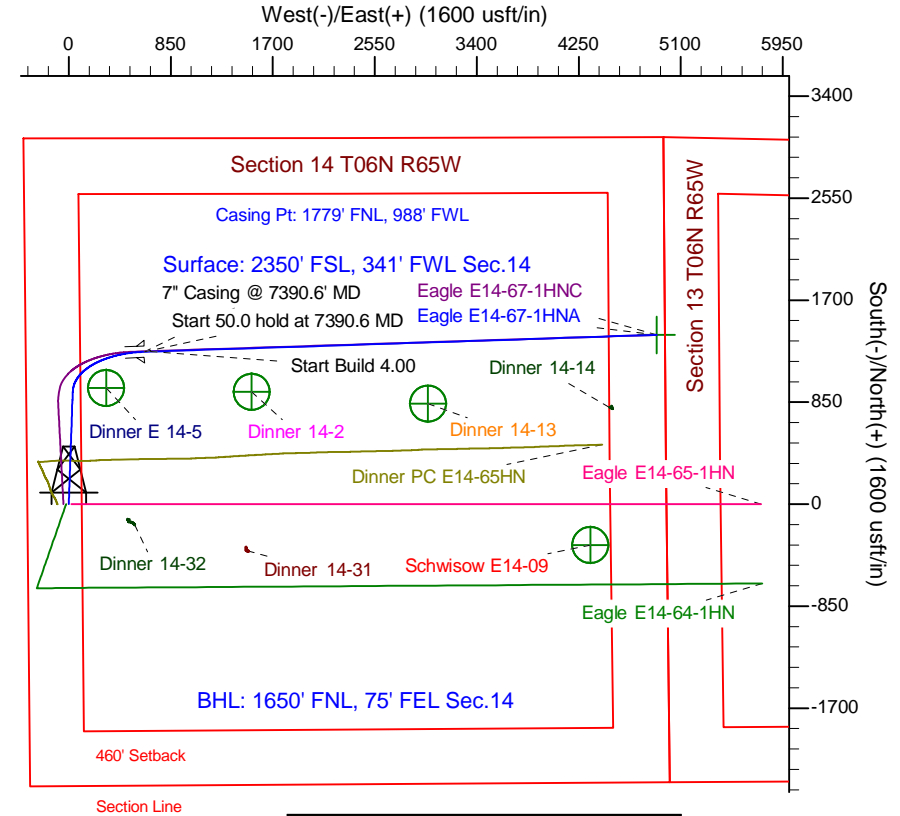 West(-)/East(+) (1600 usft/in)
0 850 1700 2550 3400 4250 5100 5950
3400
2550
1700
850
0
-850
-1700
South(-)/North(+) (1600 usft/in)
Section 14 T06N R65W
Section 13 T06N R65W
Casing Pt: 1779' FNL, 988' FWL
Surface: 2350' FSL, 341' FWL Sec.14
7" Casing @ 7390.6' MD
Eagle E14-67-1HNC
Start 50.0 hold at 7390.6 MD
Eagle E14-67-1HNA
Start Build 4.00
Dinner 14-14
Dinner E 14-5
Dinner 14-2
Dinner 14-13
Dinner PC E14-65HN
Eagle E14-65-1HN
Dinner 14-32
Dinner 14-31
Schwisow E14-09
Eagle E14-64-1HN
BHL: 1650' FNL, 75' FEL Sec.14
460' Setback
Section Line